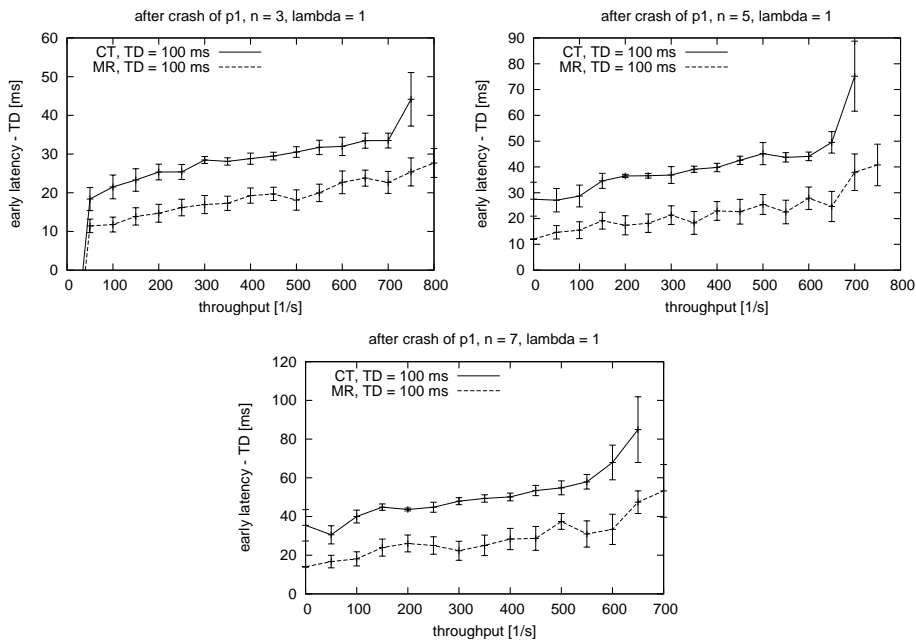 after crash of p1, n = 3, lambda = 1
60
50
40
30
20
10
0
early latency - TD [ms]
CT, TD = 100 ms
MR, TD = 100 ms
0 100 200 300 400 500 600 700 800
throughput [1/s]
after crash of p1, n = 5, lambda = 1
90
80
70
60
50
40
30
20
10
0
early latency - TD [ms]
CT, TD = 100 ms
MR, TD = 100 ms
0 100 200 300 400 500 600 700 800
throughput [1/s]
after crash of p1, n = 7, lambda = 1
120
100
80
60
40
20
0
early latency - TD [ms]
CT, TD = 100 ms
MR, TD = 100 ms
0 100 200 300 400 500 600 700
throughput [1/s]